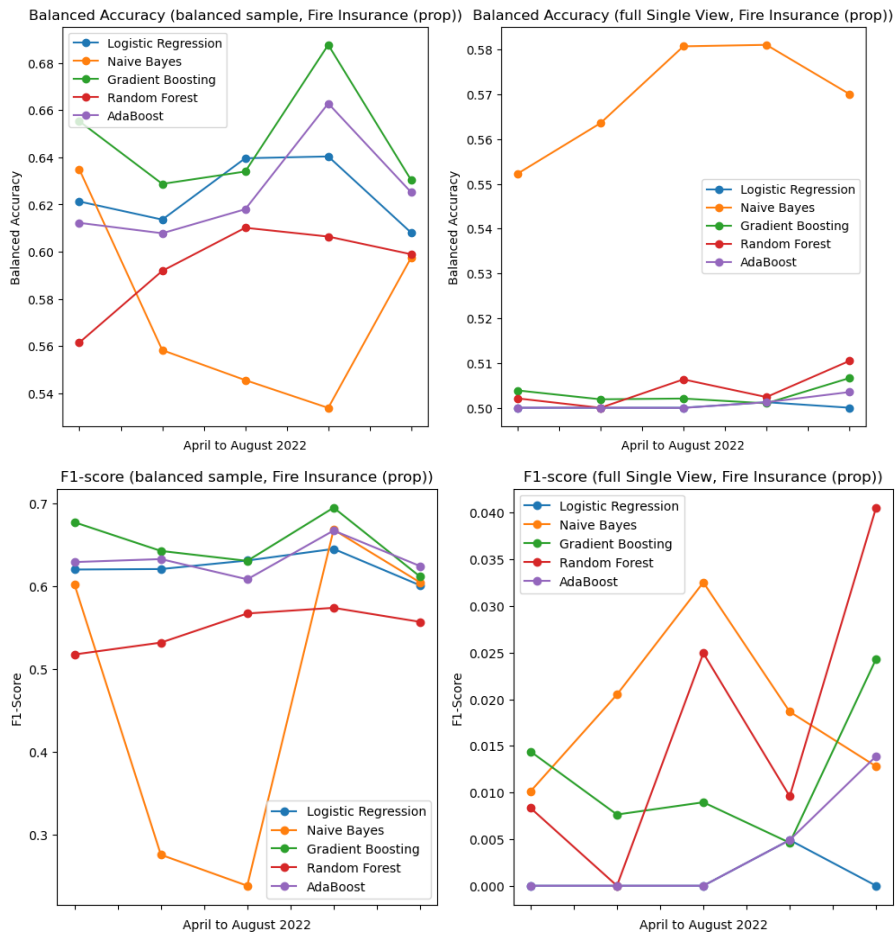 Balanced Accuracy (balanced sample, Fire Insurance (prop))
0.68
0.66
0.64
0.62
0.60
0.58
0.56
0.54
Balanced Accuracy
Logistic Regression
Naive Bayes
Gradient Boosting
Random Forest
AdaBoost
April to August 2022
Balanced Accuracy (full Single View, Fire Insurance (prop))
0.58
0.57
0.56
0.55
0.54
0.53
0.52
0.51
0.50
Balanced Accuracy
Logistic Regression
Naive Bayes
Gradient Boosting
Random Forest
AdaBoost
April to August 2022
F1-score (balanced sample, Fire Insurance (prop))
0.7
0.6
0.5
0.4
0.3
F1-Score
Logistic Regression
Naive Bayes
Gradient Boosting
Random Forest
AdaBoost
April to August 2022
F1-score (full Single View, Fire Insurance (prop))
0.040
0.035
0.030
0.025
0.020
0.015
0.010
0.005
0.000
F1-Score
Logistic Regression
Naive Bayes
Gradient Boosting
Random Forest
AdaBoost
April to August 2022